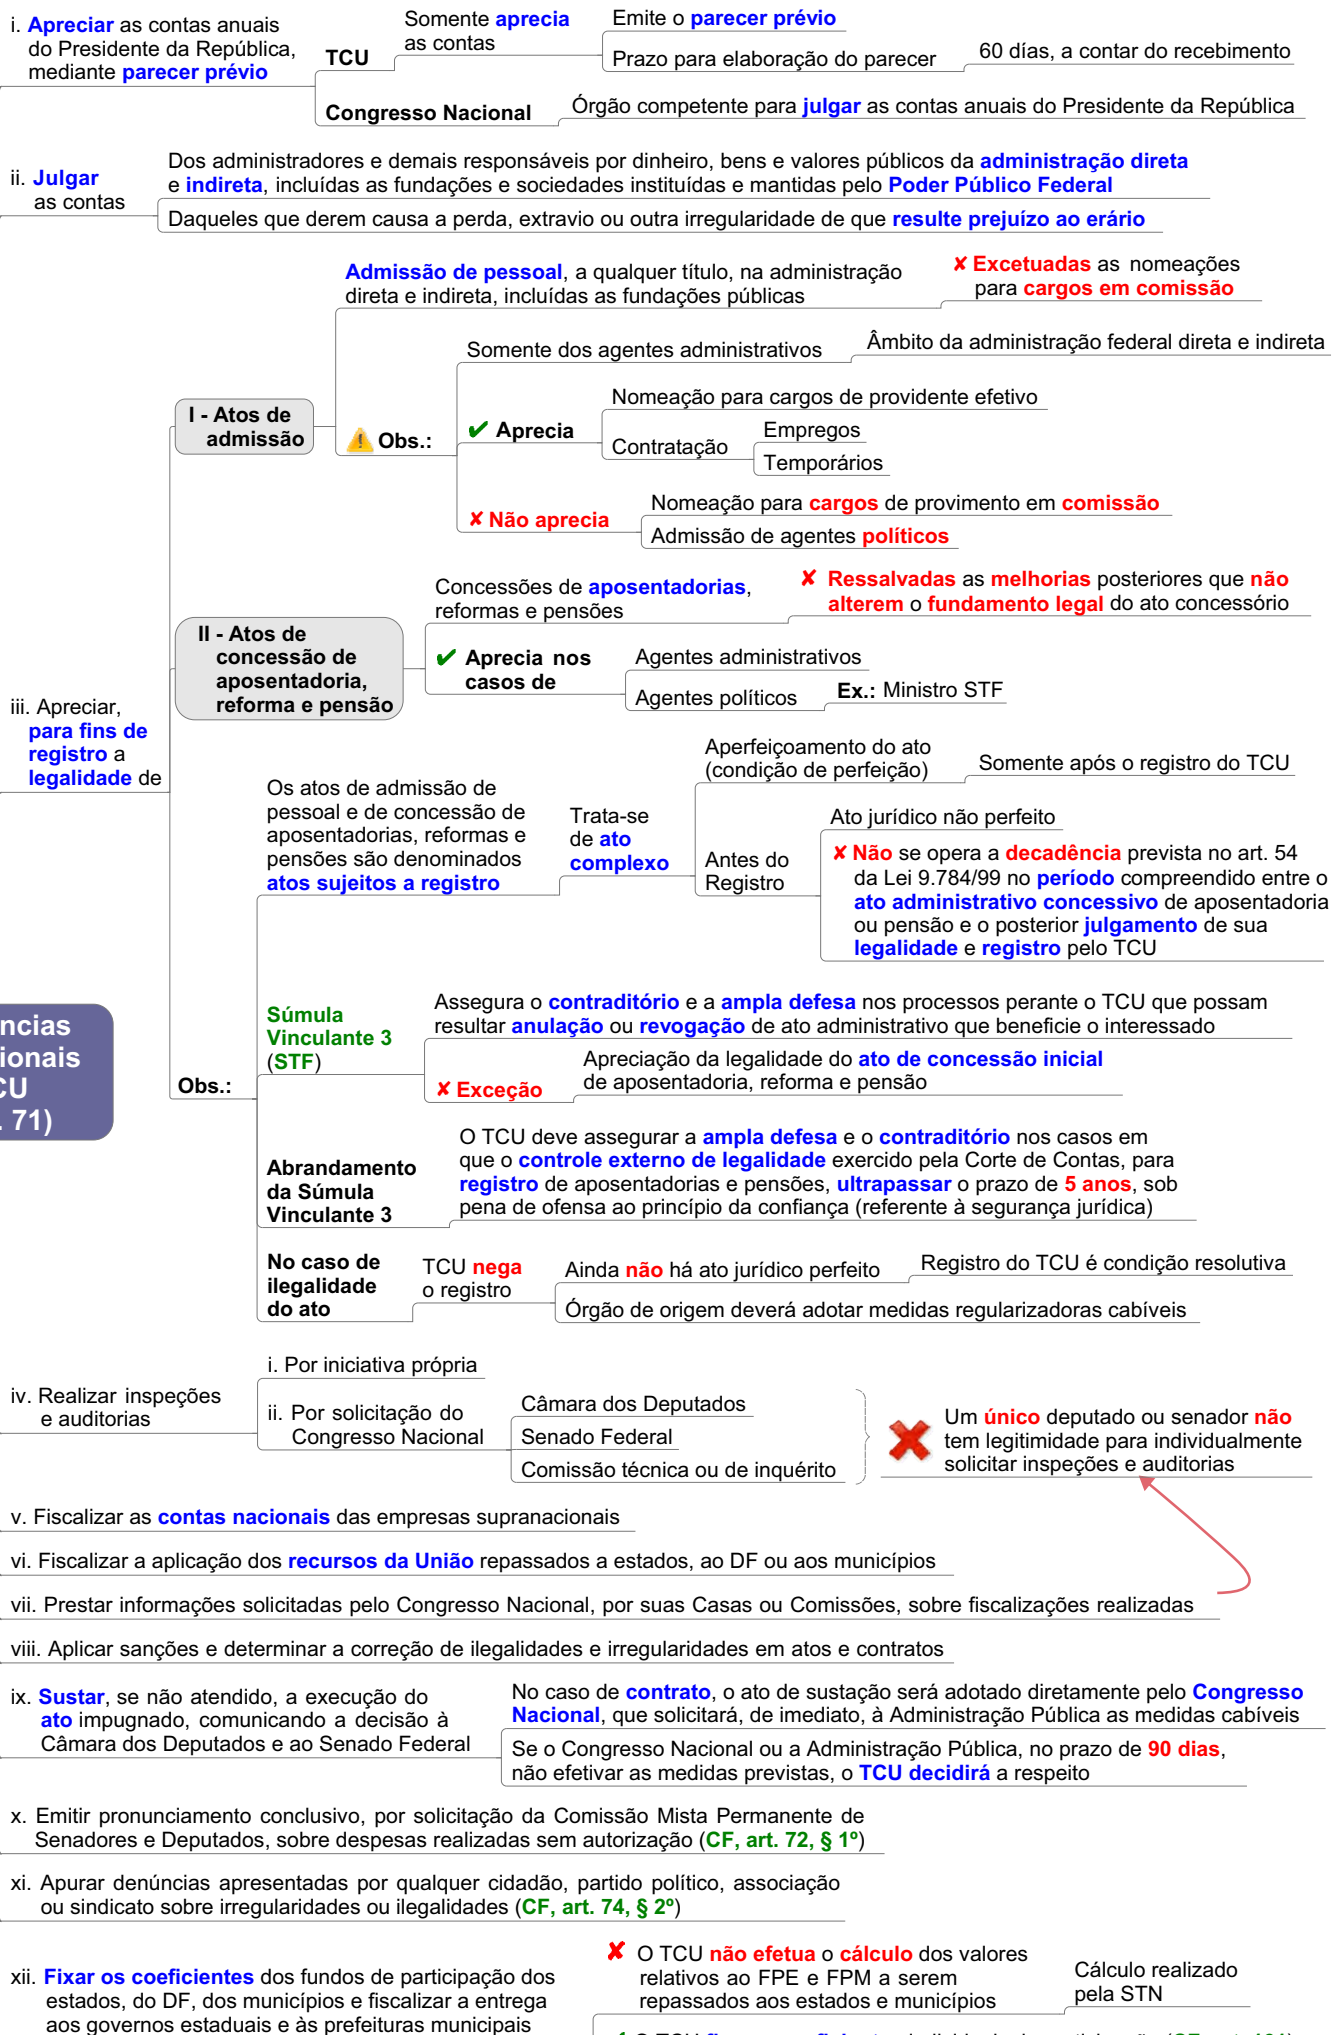 i. Apreciar as contas anuais
do Presidente da República,
mediante parecer prévio
TCU
Somente aprecia
as contas
Emite o parecer prévio
Prazo para elaboração do parecer
60 días, a contar do recebimento
Congresso Nacional
Órgão competente para julgar as contas anuais do Presidente da República
ii. Julgar
as contas
Dos administradores e demais responsáveis por dinheiro, bens e valores públicos da administração direta
e indireta, incluídas as fundações e sociedades instituídas e mantidas pelo Poder Público Federal
Daqueles que derem causa a perda, extravio ou outra irregularidade de que resulte prejuízo ao erário
iii. Apreciar,
para fins de
registro a
legalidade de
I - Atos de
admissão
Admissão de pessoal, a qualquer título, na administração
direta e indireta, incluídas as fundações públicas
✘ Excetuadas as nomeações
para cargos em comissão
Obs.:
Somente dos agentes administrativos
Âmbito da administração federal direta e indireta
✔ Aprecia
Nomeação para cargos de providente efetivo
Contratação
Empregos
Temporários
✘ Não aprecia
Nomeação para cargos de provimento em comissão
Admissão de agentes políticos
II - Atos de
concessão de
aposentadoria,
reforma e pensão
Concessões de aposentadorias,
reformas e pensões
✘ Ressalvadas as melhorias posteriores que não
alterem o fundamento legal do ato concessório
✔ Aprecia nos
casos de
Agentes administrativos
Agentes políticos
Ex.: Ministro STF
Obs.:
Os atos de admissão de
pessoal e de concessão de
aposentadorias, reformas e
pensões são denominados
atos sujeitos a registro
Trata-se
de ato
complexo
Aperfeiçoamento do ato
(condição de perfeição)
Somente após o registro do TCU
Antes do
Registro
Ato jurídico não perfeito
✘ Não se opera a decadência prevista no art. 54
da Lei 9.784/99 no período compreendido entre o
ato administrativo concessivo de aposentadoria
ou pensão e o posterior julgamento de sua
legalidade e registro pelo TCU
ncias
ionais
CU
. 71)
Súmula
Vinculante 3
(STF)
Assegura o contraditório e a ampla defesa nos processos perante o TCU que possam
resultar anulação ou revogação de ato administrativo que beneficie o interessado
✘ Exceção
Apreciação da legalidade do ato de concessão inicial
de aposentadoria, reforma e pensão
Abrandamento
da Súmula
Vinculante 3
O TCU deve assegurar a ampla defesa e o contraditório nos casos em
que o controle externo de legalidade exercido pela Corte de Contas, para
registro de aposentadorias e pensões, ultrapassar o prazo de 5 anos, sob
pena de ofensa ao princípio da confiança (referente à segurança jurídica)
No caso de
ilegalidade
do ato
TCU nega
o registro
Ainda não há ato jurídico perfeito
Registro do TCU é condição resolutiva
Órgão de origem deverá adotar medidas regularizadoras cabíveis
iv. Realizar inspeções
e auditorias
i. Por iniciativa própria
ii. Por solicitação do
Congresso Nacional
Câmara dos Deputados
Senado Federal
Comissão técnica ou de inquérito
Um único deputado ou senador não
tem legitimidade para individualmente
solicitar inspeções e auditorias
v. Fiscalizar as contas nacionais das empresas supranacionais
vi. Fiscalizar a aplicação dos recursos da União repassados a estados, ao DF ou aos municípios
vii. Prestar informações solicitadas pelo Congresso Nacional, por suas Casas ou Comissões, sobre fiscalizações realizadas
viii. Aplicar sanções e determinar a correção de ilegalidades e irregularidades em atos e contratos
ix. Sustar, se não atendido, a execução do
ato impugnado, comunicando a decisão à
Câmara dos Deputados e ao Senado Federal
No caso de contrato, o ato de sustação será adotado diretamente pelo Congresso
Nacional, que solicitará, de imediato, à Administração Pública as medidas cabíveis
Se o Congresso Nacional ou a Administração Pública, no prazo de 90 dias,
não efetivar as medidas previstas, o TCU decidirá a respeito
x. Emitir pronunciamento conclusivo, por solicitação da Comissão Mista Permanente de
Senadores e Deputados, sobre despesas realizadas sem autorização (CF, art. 72, § 1º)
xi. Apurar denúncias apresentadas por qualquer cidadão, partido político, associação
ou sindicato sobre irregularidades ou ilegalidades (CF, art. 74, § 2º)
xii. Fixar os coeficientes dos fundos de participação dos
estados, do DF, dos municípios e fiscalizar a entrega
aos governos estaduais e às prefeituras municipais
✘ O TCU não efetua o cálculo dos valores
relativos ao FPE e FPM a serem
repassados aos estados e municípios
Cálculo realizado
pela STN
O TCU